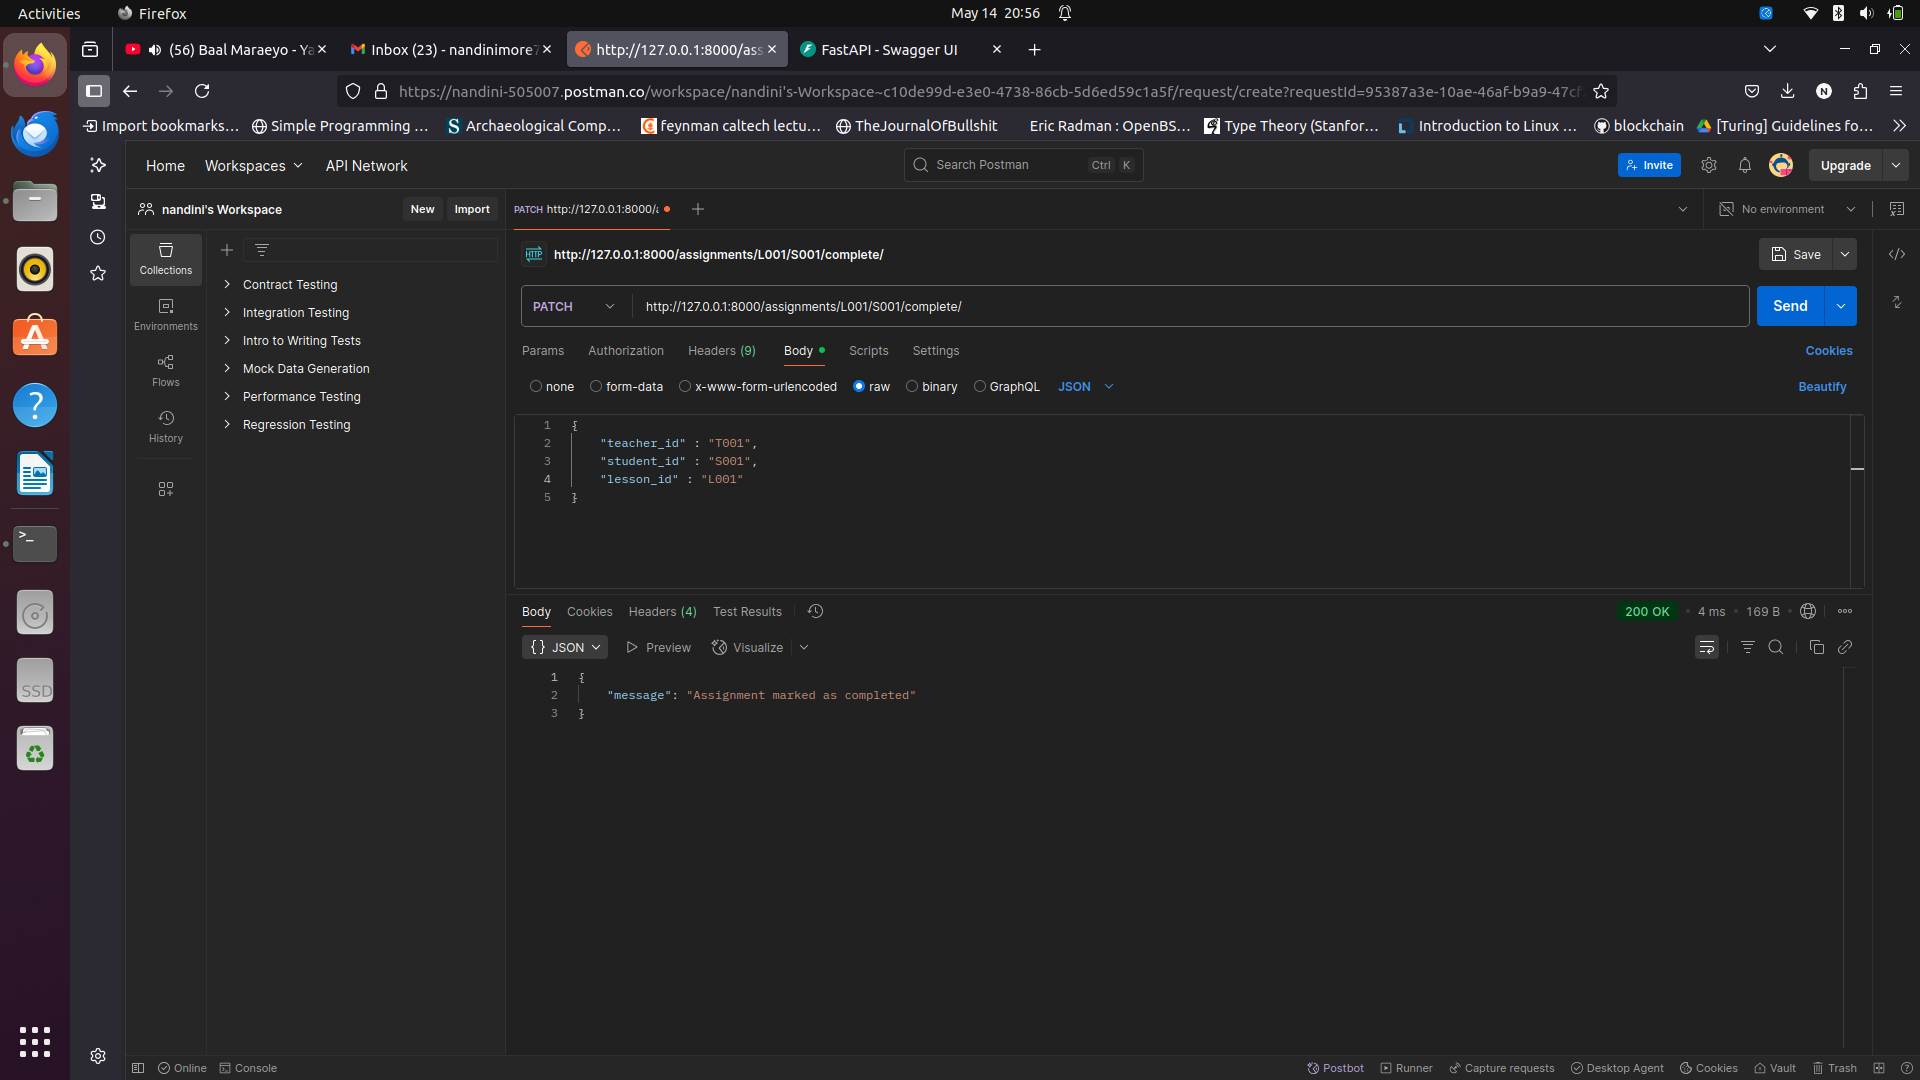 Activities
Firefox
May 14 20:56
(56) Baal Maraeyo - Ya
Inbox (23) - nandinimore7
http://127.0.0.1:8000/ass
FastAPI - Swagger UI
https://nandini-505007.postman.co/workspace/nandini's-Workspace~c10de99d-e3e0-4738-86cb-5d6ed59c1a5f/request/create?requestId=95387a3e-10ae-46af-b9a9-47cf
Import bookmarks...
Simple Programming ...
Archaeological Comp...
feynman caltech lectu...
TheJournalOfBullshit
Eric Radman : OpenBS...
Type Theory (Stanfor...
Introduction to Linux ...
blockchain
[Turing] Guidelines fo...
Home
Workspaces
API Network
Search Postman
Ctrl K
Invite
Upgrade
nandini's Workspace
New
Import
PATCH http://127.0.0.1:8000/a
No environment
Collections
Environments
Flows
History
Contract Testing
Integration Testing
Intro to Writing Tests
Mock Data Generation
Performance Testing
Regression Testing
HTTP
http://127.0.0.1:8000/assignments/L001/S001/complete/
Save
PATCH
http://127.0.0.1:8000/assignments/L001/S001/complete/
Send
Params
Authorization
Headers (9)
Body
Scripts
Settings
Cookies
none
form-data
x-www-form-urlencoded
raw
binary
GraphQL
JSON
Beautify
1 {
2 "teacher_id" : "T001",
3 "student_id" : "S001",
4 "lesson_id" : "L001"
5 }
Body
Cookies
Headers (4)
Test Results
200 OK
4 ms
169 B
{} JSON
Preview
Visualize
1 {
2 "message": "Assignment marked as completed"
3 }
SSD
Online
Console
Postbot
Runner
Capture requests
Desktop Agent
Cookies
Vault
Trash